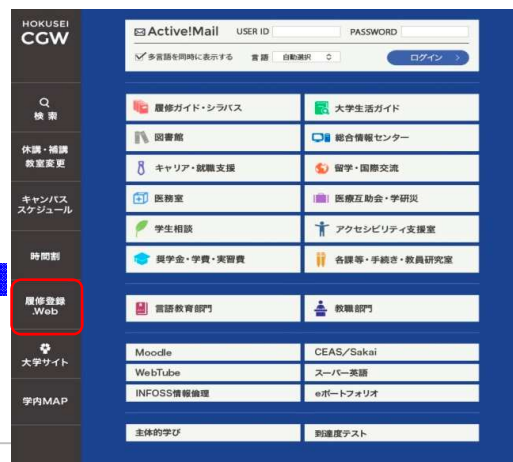 HOKUSEI
CGW
検索
休講・補講
教室変更
キャンパス
スケジュール
時間割
履修登録
.Web
大学サイト
学内MAP
Active!Mail USER ID PASSWORD
多言語を同時に表示する 言語 自動選択 ログイン
履修ガイド・シラバス 大学生活ガイド
図書館 総合情報センター
キャリア・就職支援 留学・国際交流
医務室 医療互助会・学研災
学生相談 アクセシビリティ支援室
奨学金・学費・実習費 各課等・手続き・教員研究室
言語教育部門 教職部門
Moodle CEAS/Sakai
WebTube スーパー英語
INFOSS情報倫理 eポートフォリオ
主体的学び 到達度テスト